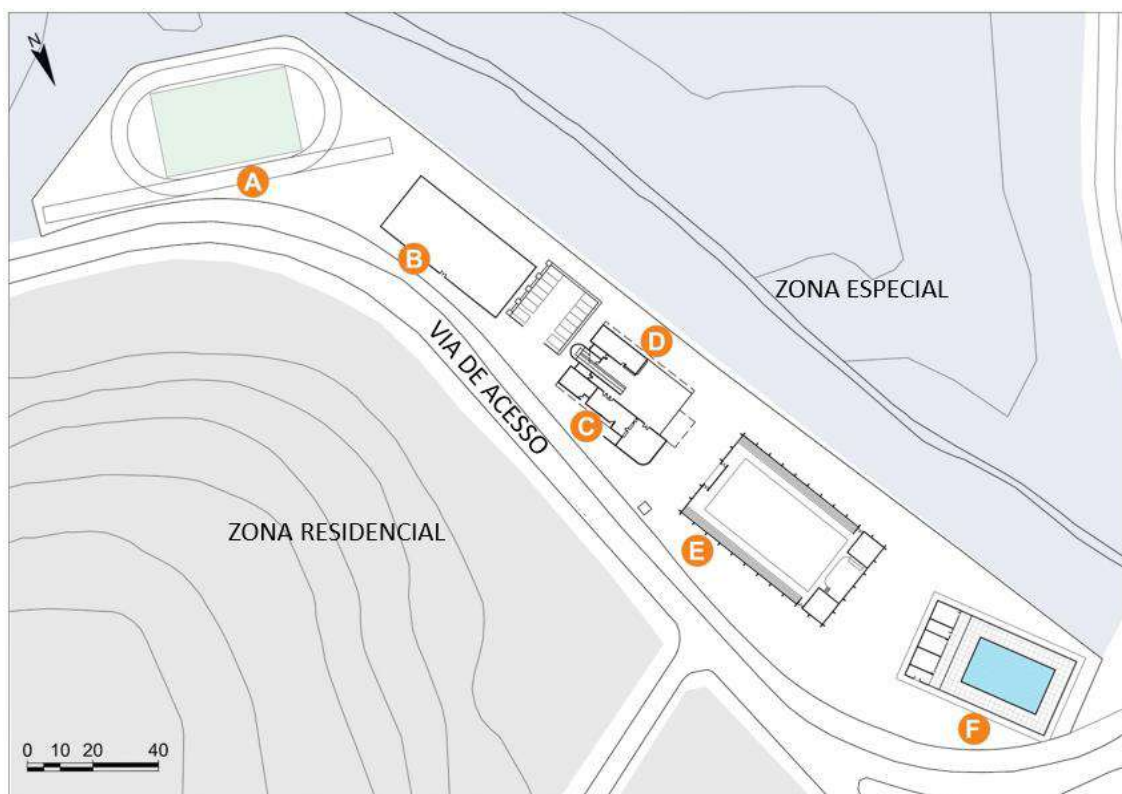 N
A
B
ZONA ESPECIAL
D
VIA DE ACESSO
C
ZONA RESIDENCIAL
E
F
0 10 20 40